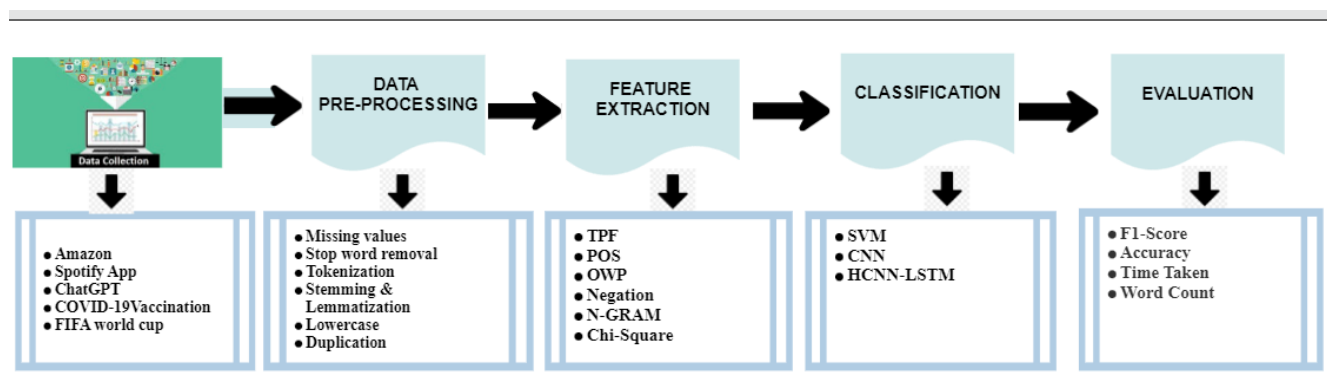 Data Collection
DATA
PRE-PROCESSING
FEATURE
EXTRACTION
CLASSIFICATION
EVALUATION
● Amazon
● Spotify App
● ChatGPT
● COVID-19Vaccination
● FIFA world cup
● Missing values
● Stop word removal
● Tokenization
● Stemming &
Lemmatization
● Lowercase
● Duplication
● TPF
● POS
● OWP
● Negation
● N-GRAM
● Chi-Square
● SVM
● CNN
● HCNN-LSTM
● F1-Score
● Accuracy
● Time Taken
● Word Count